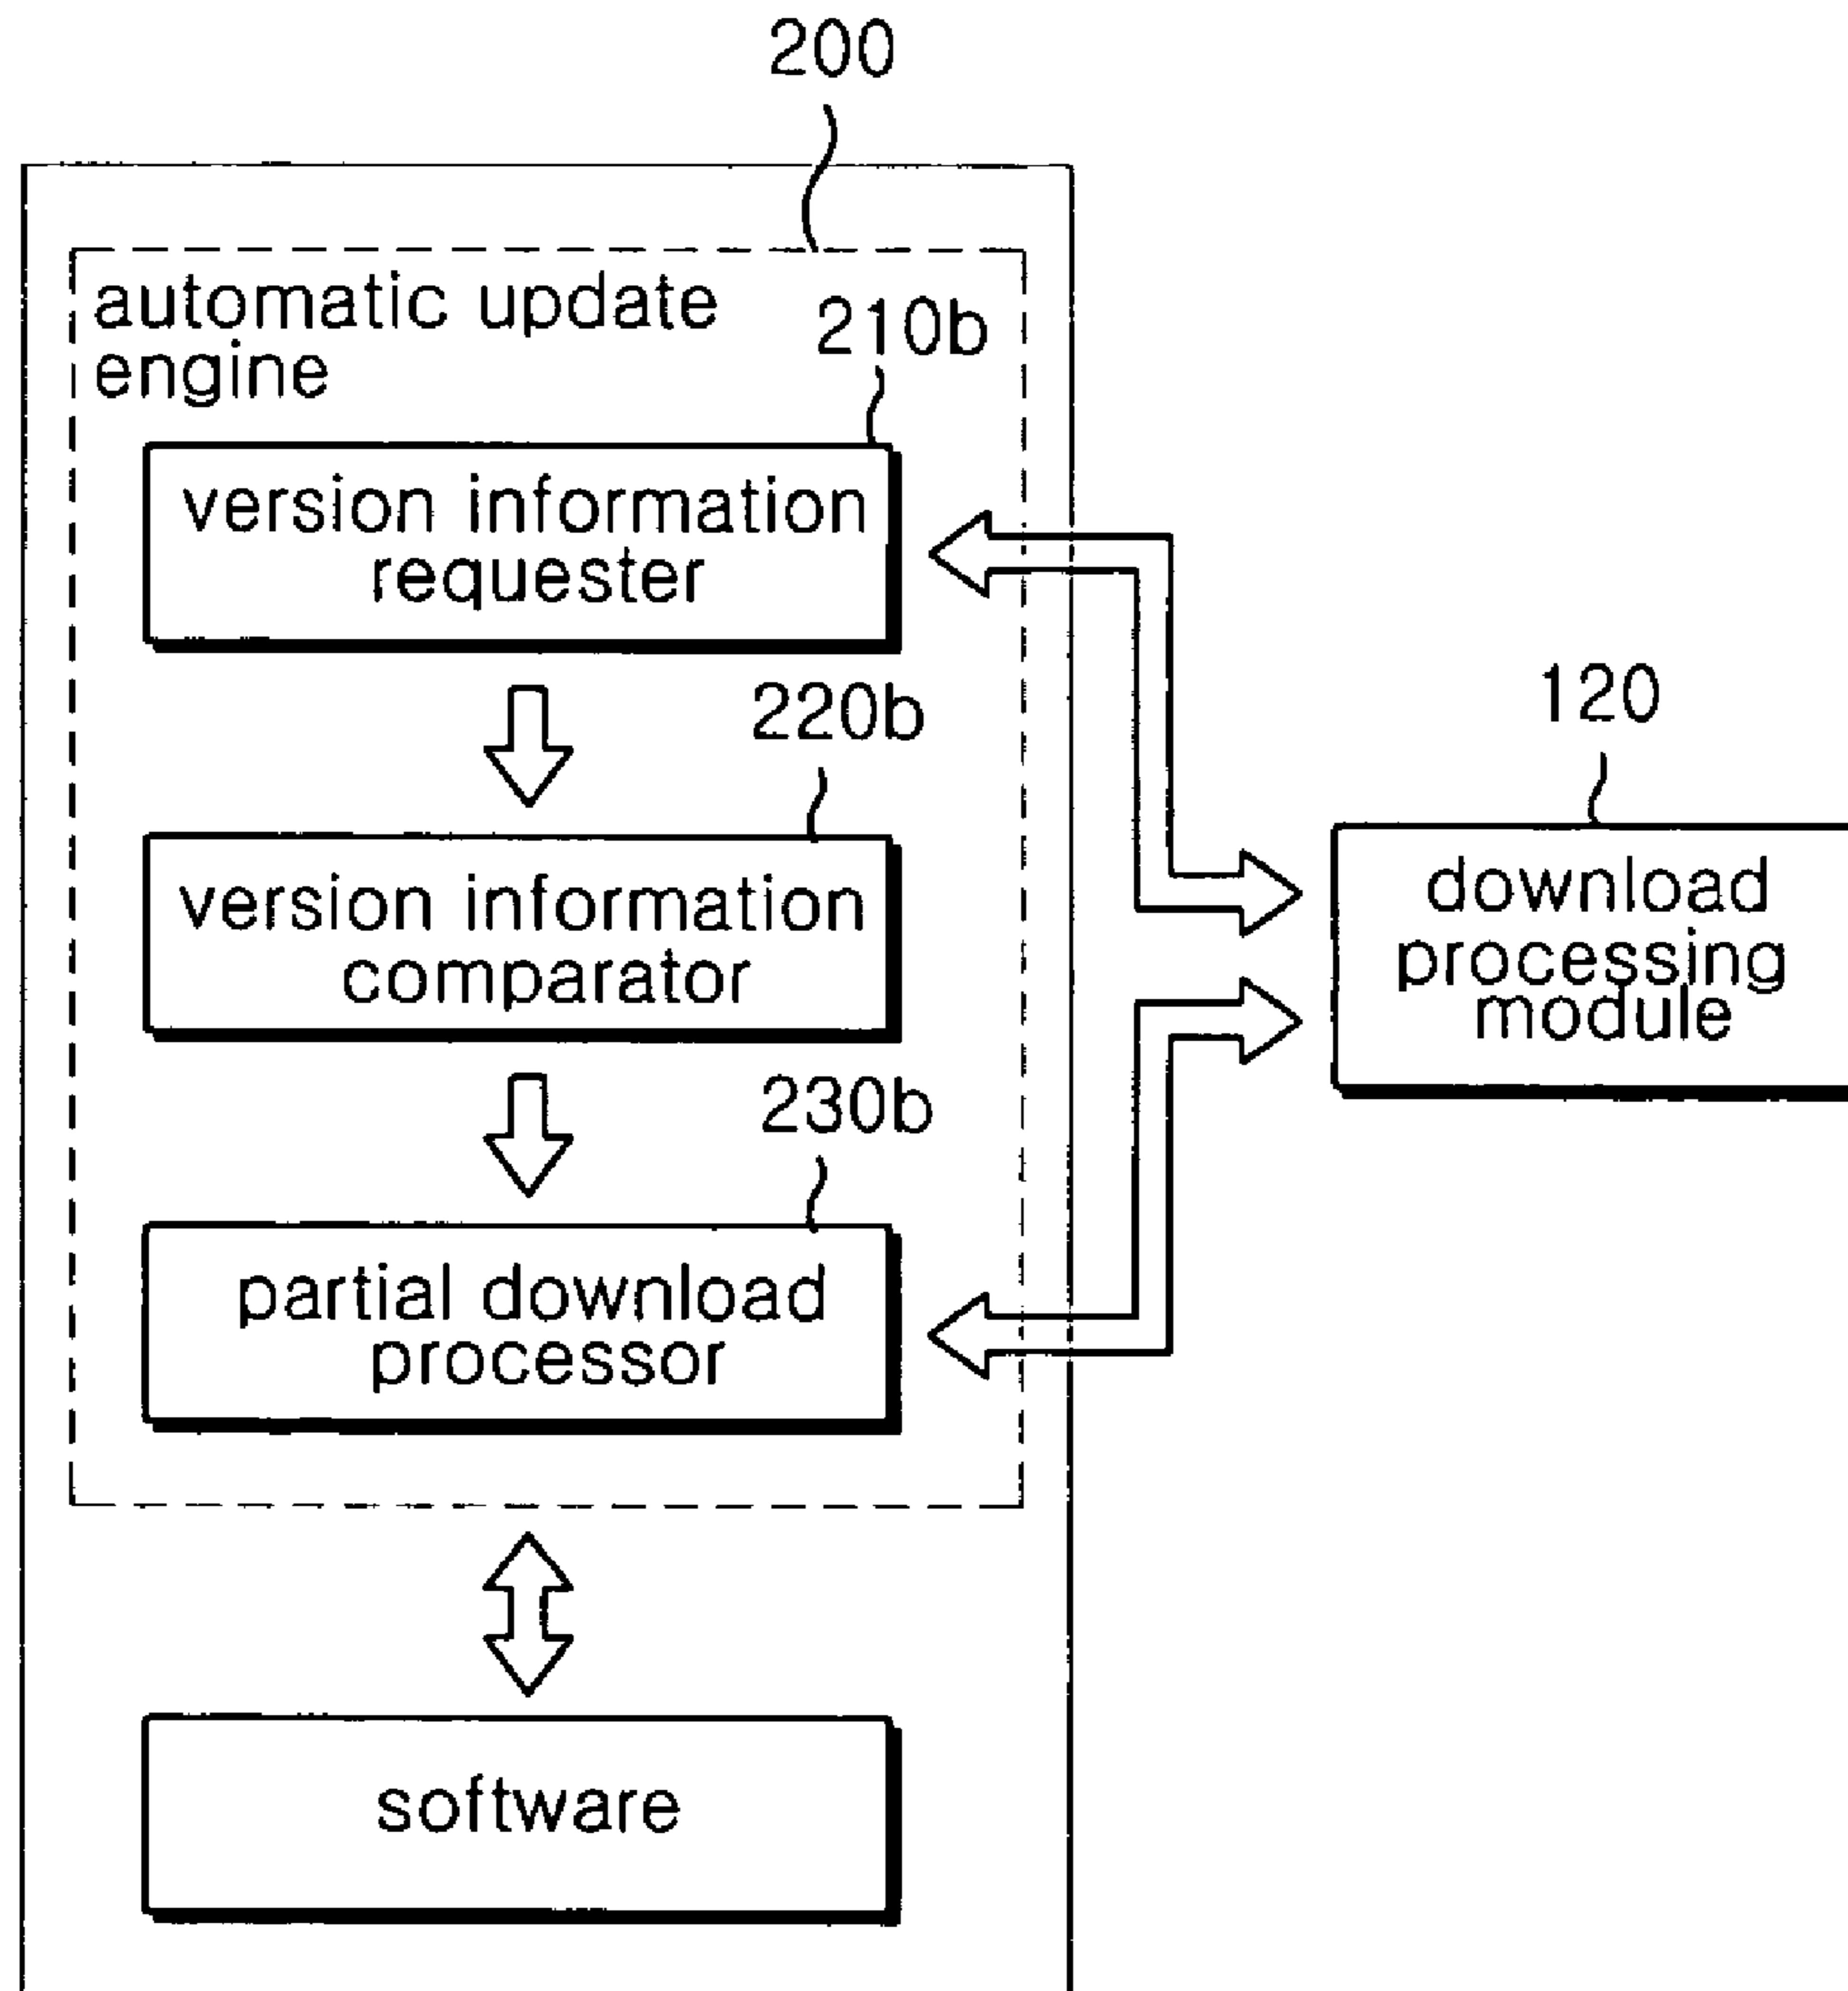 200
automatic update
engine
210b
version information
requester
220b
version information
comparator
230b
partial download
processor
software
120
download
processing
module